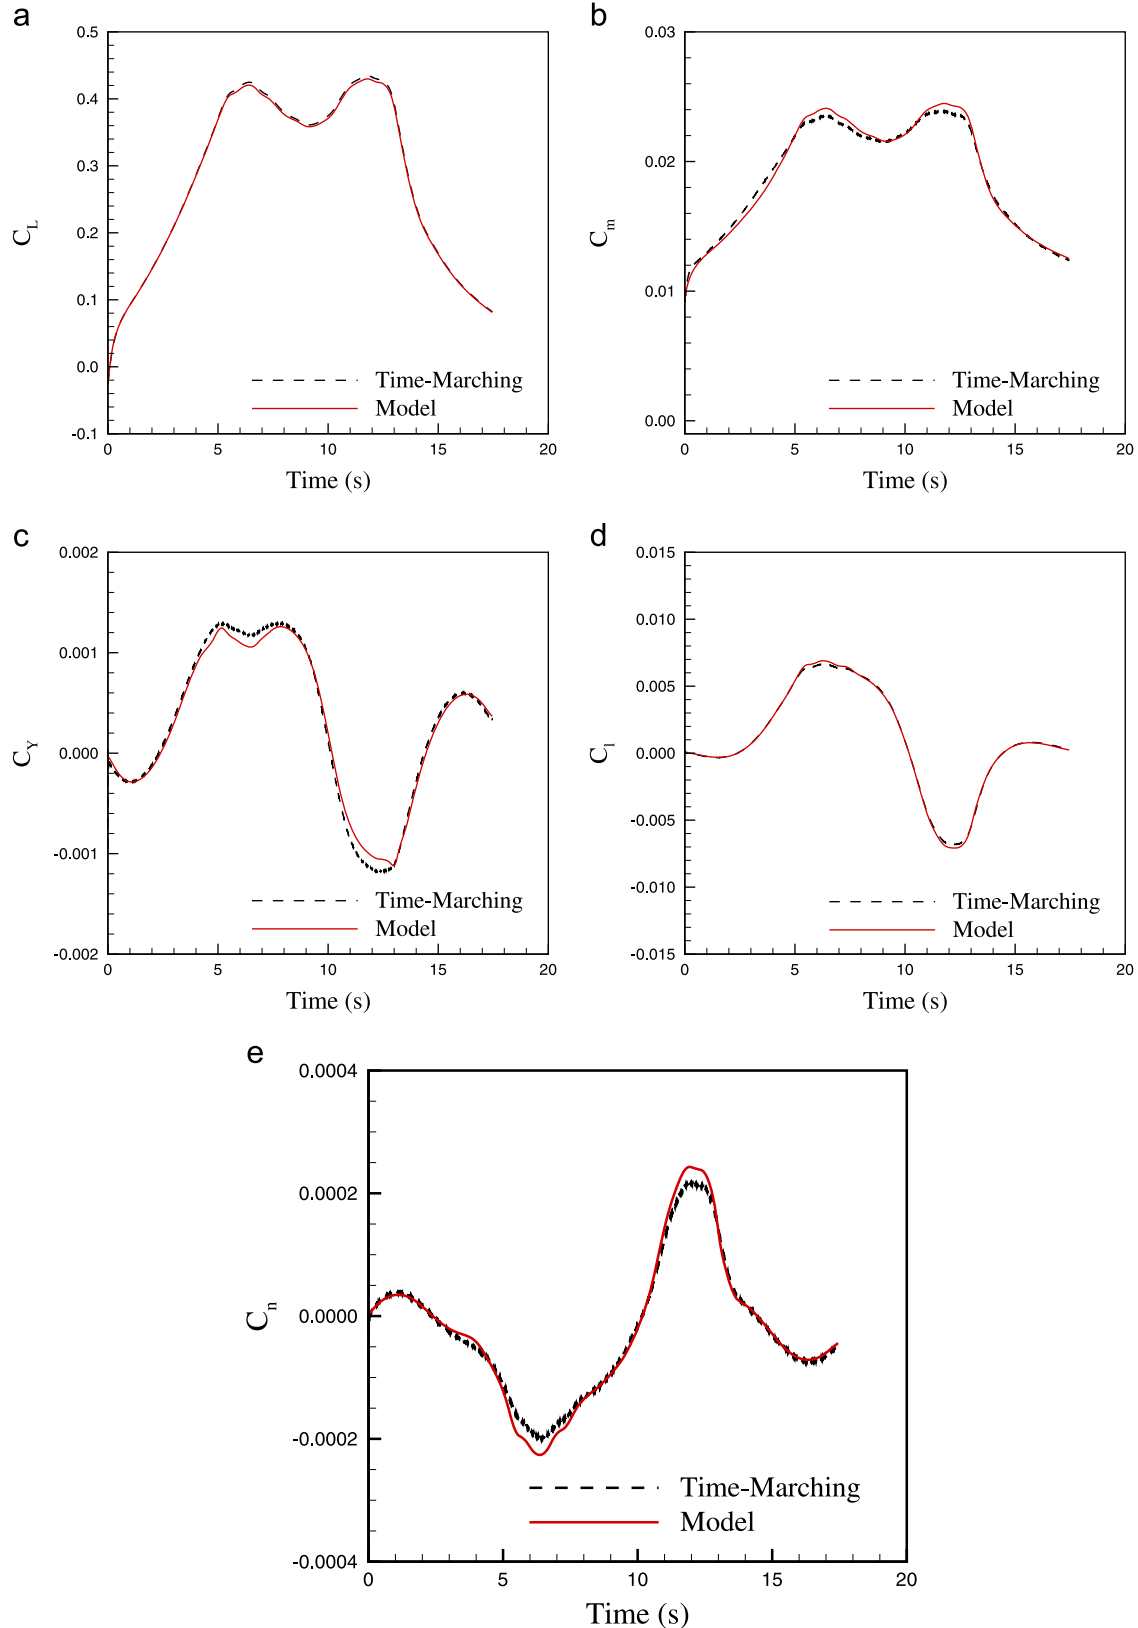 a
0.5
0.4
0.3
0.2
0.1
0.0
-0.1
C_L
Time-Marching
Model
0 5 10 15 20
Time (s)
b
0.03
0.02
0.01
0.00
C_m
Time-Marching
Model
0 5 10 15 20
Time (s)
c
0.002
0.001
0.000
-0.001
-0.002
C_Y
Time-Marching
Model
0 5 10 15 20
Time (s)
d
0.015
0.010
0.005
0.000
-0.005
-0.010
-0.015
C_l
Time-Marching
Model
0 5 10 15 20
Time (s)
e
0.0004
0.0002
0.0000
-0.0002
-0.0004
C_n
Time-Marching
Model
0 5 10 15 20
Time (s)